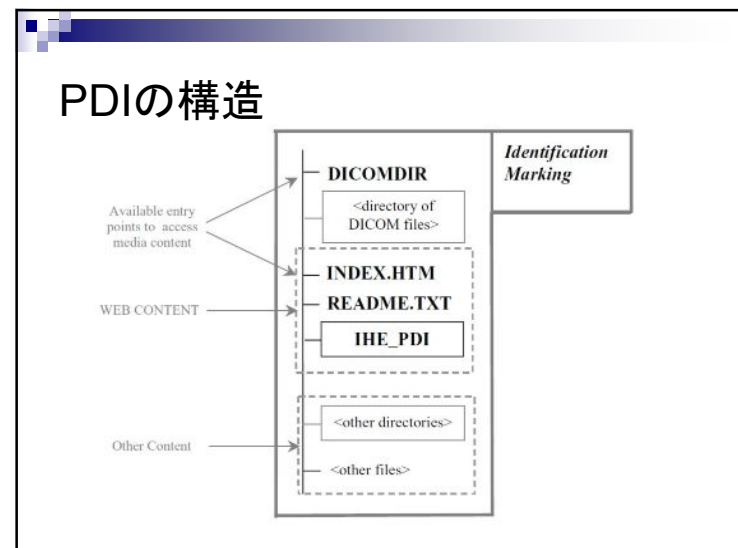 PDIの構造
Identification
Marking
DICOMDIR
<directory of
DICOM files>
Available entry
points to access
media content
INDEX.HTM
README.TXT
WEB CONTENT
IHE_PDI
<other directories>
Other Content
<other files>